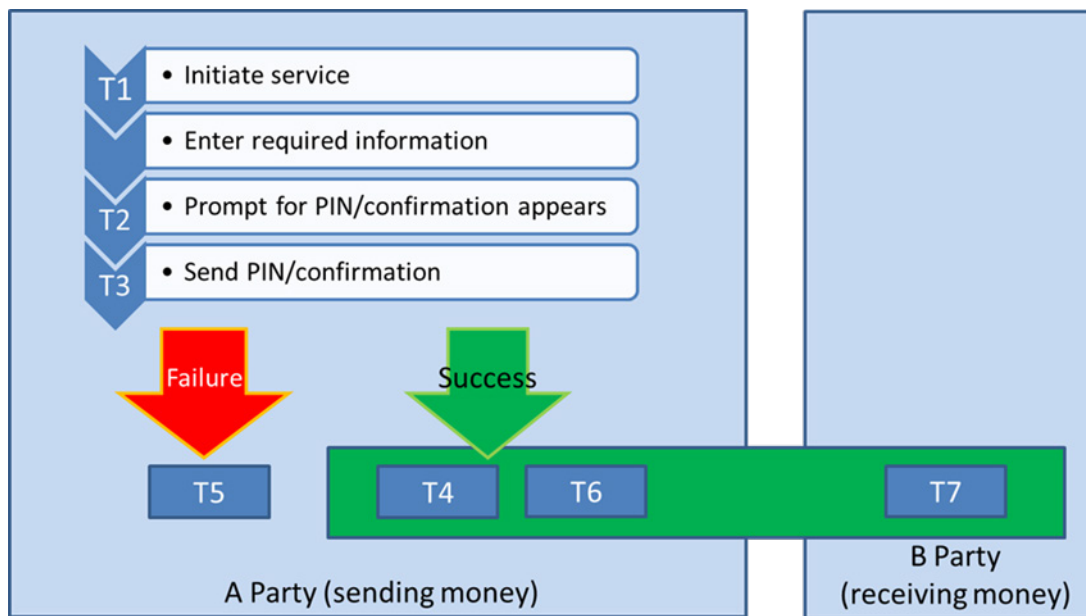 T1
• Initiate service
• Enter required information
T2
• Prompt for PIN/confirmation appears
T3
• Send PIN/confirmation
Failure
Success
T5
T4
T6
T7
A Party (sending money)
B Party
(receiving money)